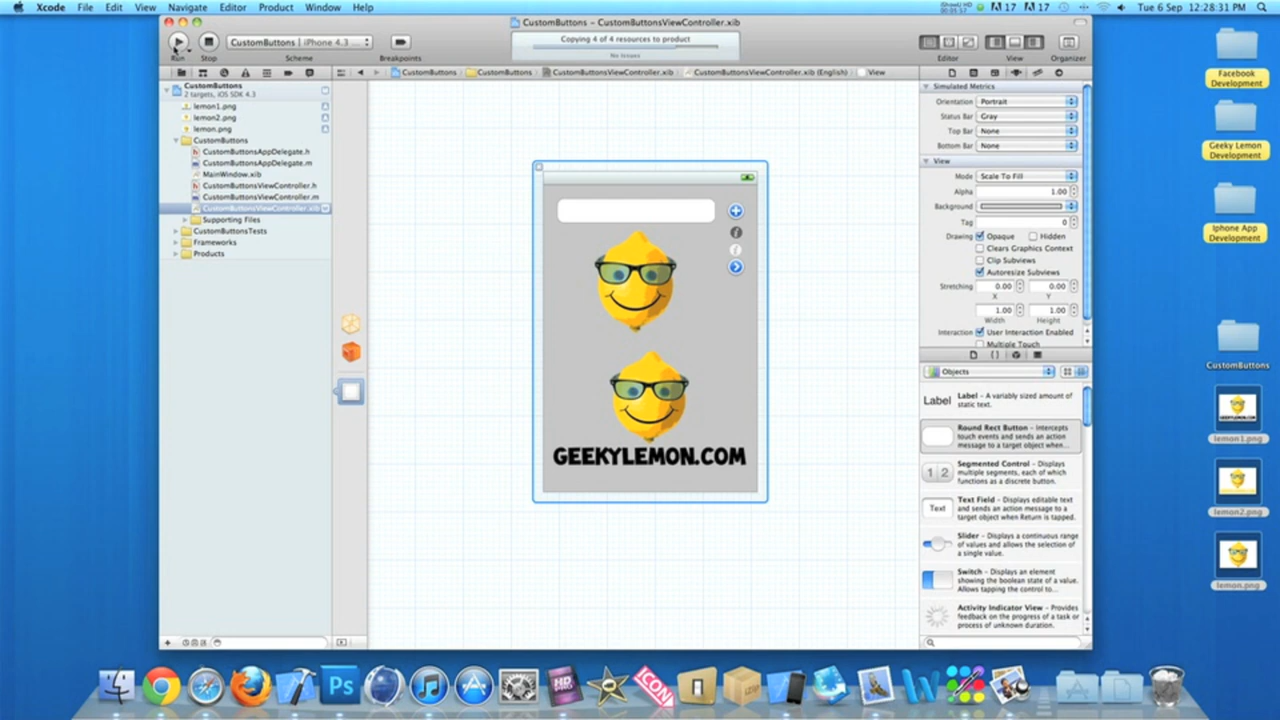 Xcode File Edit View Navigate Editor Product Window Help
17 17 Tue 6 Sep 12:28:31 PM
CustomButtons – CustomButtonsViewController.xib
CustomButtons | iPhone 4.3 ...
Copying 4 of 4 resources to product
No Issues
Run Stop Scheme Breakpoints Editor View Organizer
CustomButtons CustomButtons CustomButtonsViewController.xib CustomButtonsViewController.xib (English) View
CustomButtons
2 targets, iOS SDK 4.3
lemon1.png
lemon2.png
lemon.png
CustomButtons
CustomButtonsAppDelegate.h
CustomButtonsAppDelegate.m
MainWindow.xib
CustomButtonsViewController.h
CustomButtonsViewController.m
CustomButtonsViewController.xib
Supporting Files
CustomButtonsTests
Frameworks
Products
GEEKYLEMON.COM
Simulated Metrics
Orientation Portrait
Status Bar Gray
Top Bar None
Bottom Bar None
View
Mode Scale To Fill
Alpha 1.00
Background
Tag 0
Drawing Opaque Hidden
Clears Graphics Context
Clip Subviews
Autoresize Subviews
Stretching 0.00 0.00
X Y
1.00 1.00
Width Height
Interaction User Interaction Enabled
Multiple Touch
Objects
Label
Label – A variably sized amount of
static text.
Round Rect Button – Intercepts
touch events and sends an action
message to a target object when...
1 2
Segmented Control – Displays
multiple segments, each of which
functions as a discrete button.
Text
Text Field – Displays editable text
and sends an action message to a
target object when Return is tapped.
Slider – Displays a continuous range
of values and allows the selection of
a single value.
Switch – Displays an element
showing the boolean state of a value.
Allows tapping the control to...
Activity Indicator View – Provides
feedback on the progress of a task or
process of unknown duration.
Facebook
Development
Geeky Lemon
Development
Iphone App
Development
CustomButtons
GEEKYLEMON.COM
lemon1.png
lemon2.png
lemon.png
Ps
HD
ICON